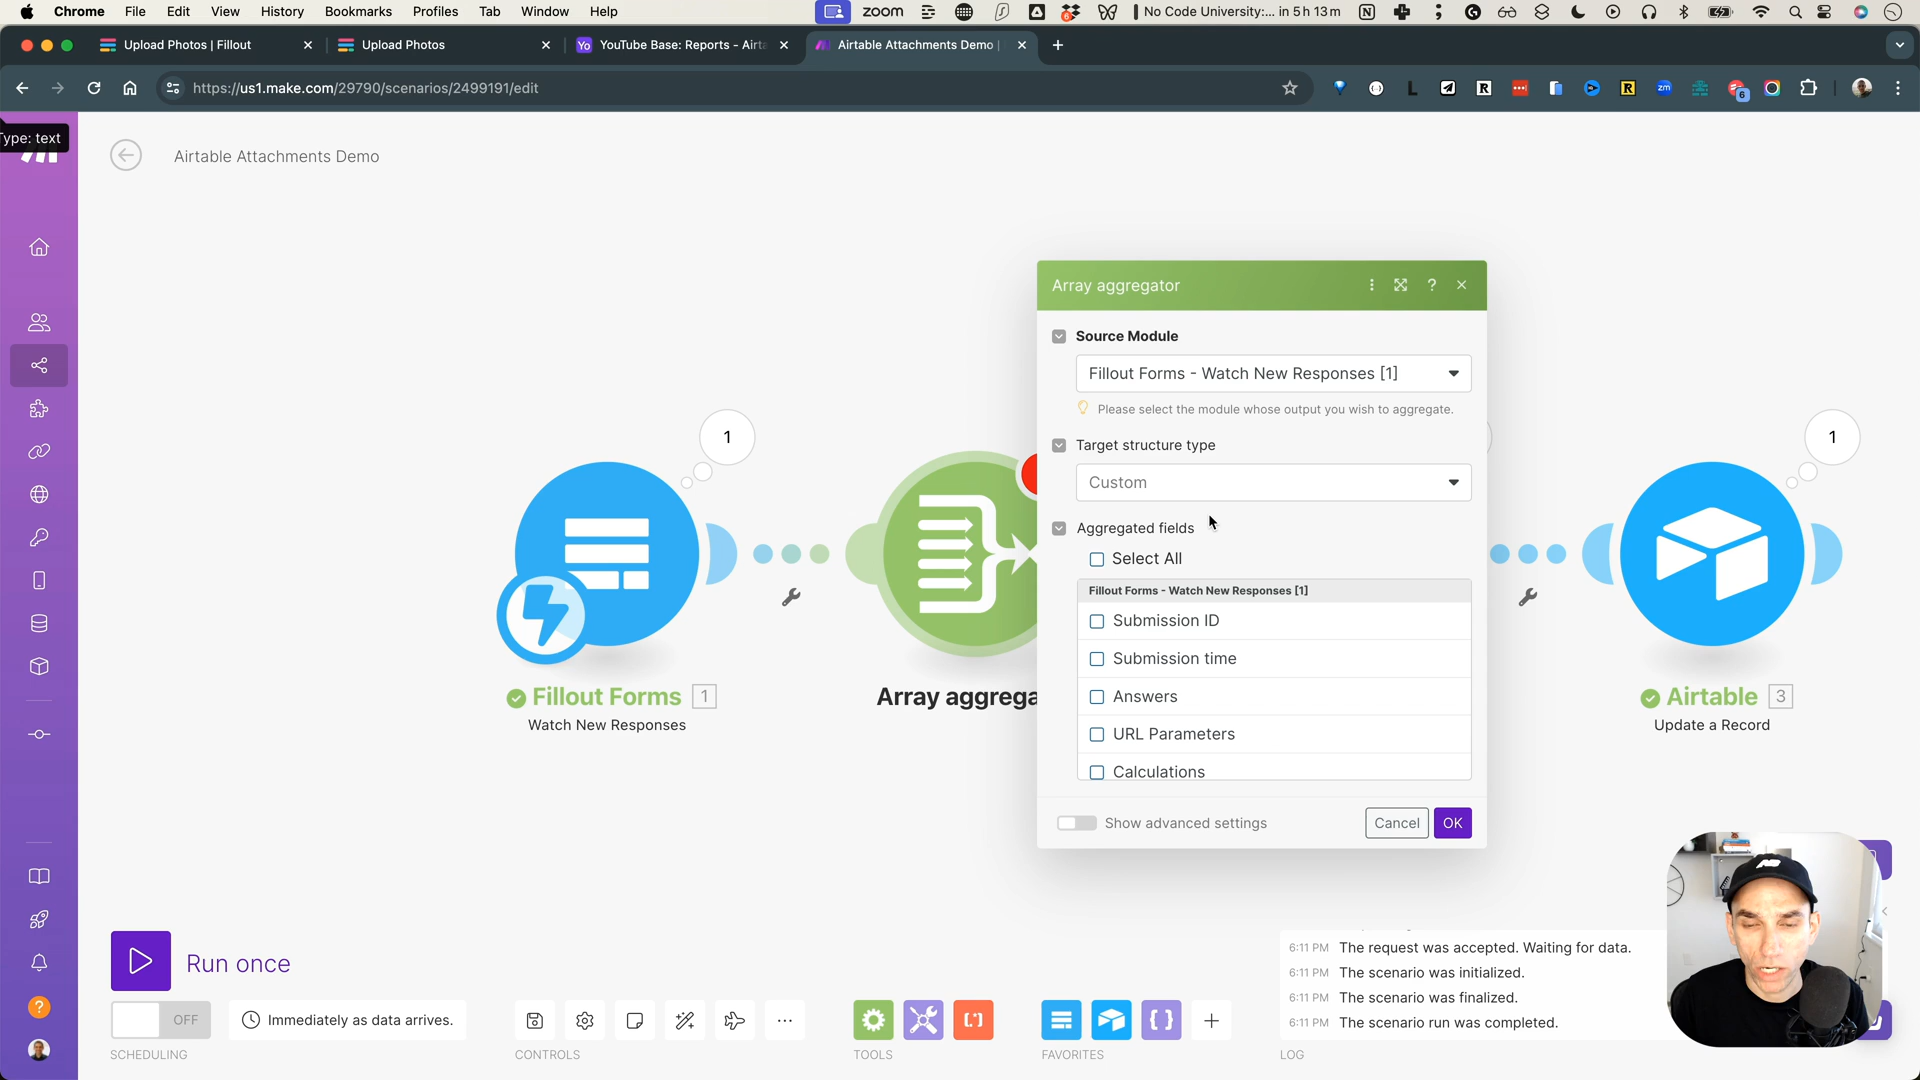 Chrome File Edit View History Bookmarks Profiles Tab Window Help
zoom
6
No Code University:... in 5 h 13 m
Upload Photos | Fillout
Upload Photos
Yo YouTube Base: Reports - Airta
Airtable Attachments Demo |
https://us1.make.com/29790/scenarios/2499191/edit
6
Type: text
Airtable Attachments Demo
Array aggregator
Source Module
Fillout Forms - Watch New Responses [1]
Please select the module whose output you wish to aggregate.
Target structure type
Custom
Aggregated fields
Select All
Fillout Forms - Watch New Responses [1]
Submission ID
Submission time
Answers
URL Parameters
Calculations
Show advanced settings
Cancel
OK
1
Fillout Forms 1
Watch New Responses
Array aggrega
1
Airtable 3
Update a Record
Run once
OFF
Immediately as data arrives.
SCHEDULING
CONTROLS
TOOLS
FAVORITES
LOG
6:11 PM The request was accepted. Waiting for data.
6:11 PM The scenario was initialized.
6:11 PM The scenario was finalized.
6:11 PM The scenario run was completed.